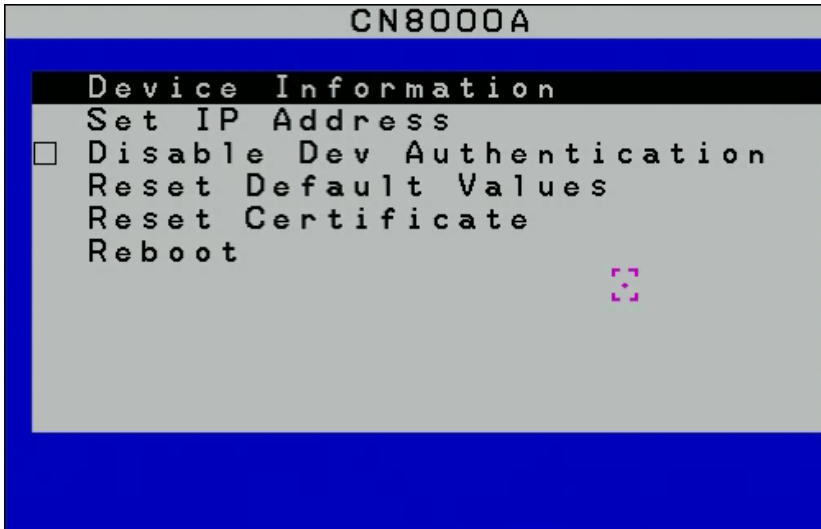 CN8000A
Device Information
Set IP Address
Disable Dev Authentication
Reset Default Values
Reset Certificate
Reboot